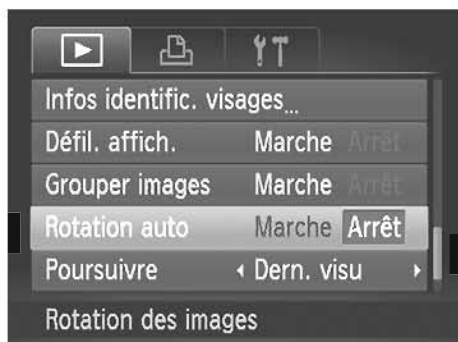 Infos identific. visages...
Défil. affich. Marche Arrêt
Grouper images Marche Arrêt
Rotation auto Marche Arrêt
Poursuivre Dern. visu
Rotation des images